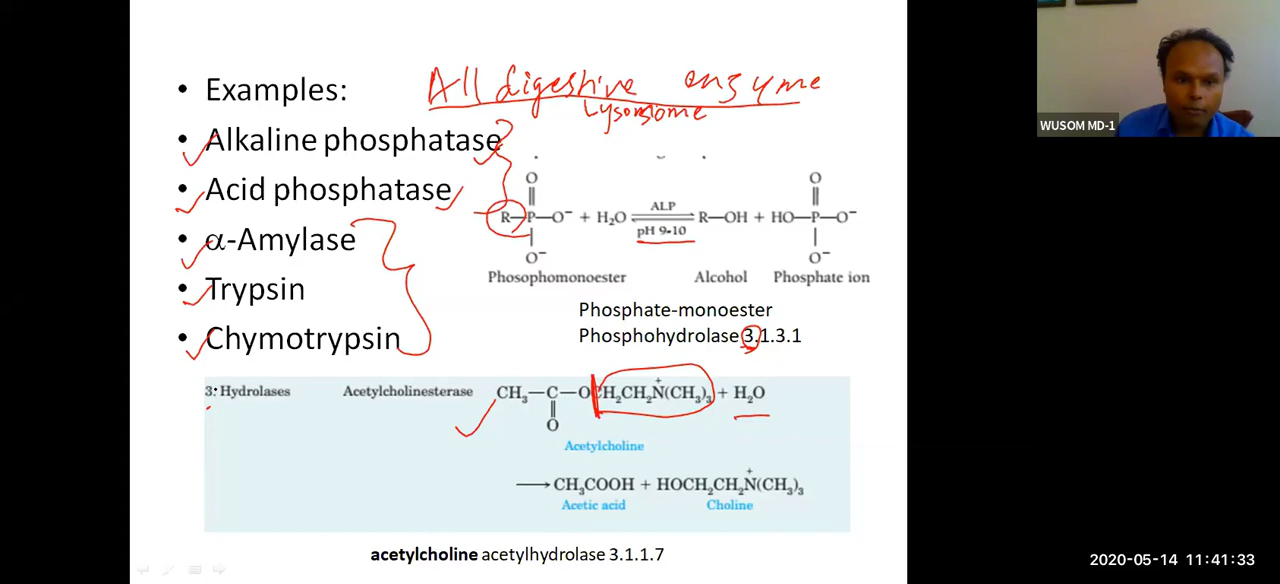 • Examples:
All digestive enzyme
Lysosome
• Alkaline phosphatase
• Acid phosphatase
• α-Amylase
• Trypsin
• Chymotrypsin
O O
R—P—O⁻ + H₂O ALP R—OH + HO—P—O⁻
pH 9-10
O⁻ O⁻
Phosophomonoester Alcohol Phosphate ion
Phosphate-monoester
Phosphohydrolase 3.1.3.1
3. Hydrolases Acetylcholinesterase CH₃—C—OCH₂CH₂N⁺(CH₃)₃ + H₂O
O
Acetylcholine
⟶ CH₃COOH + HOCH₂CH₂N⁺(CH₃)₃
Acetic acid Choline
acetylcholine acetylhydrolase 3.1.1.7
WUSOM MD-1
2020-05-14 11:41:33